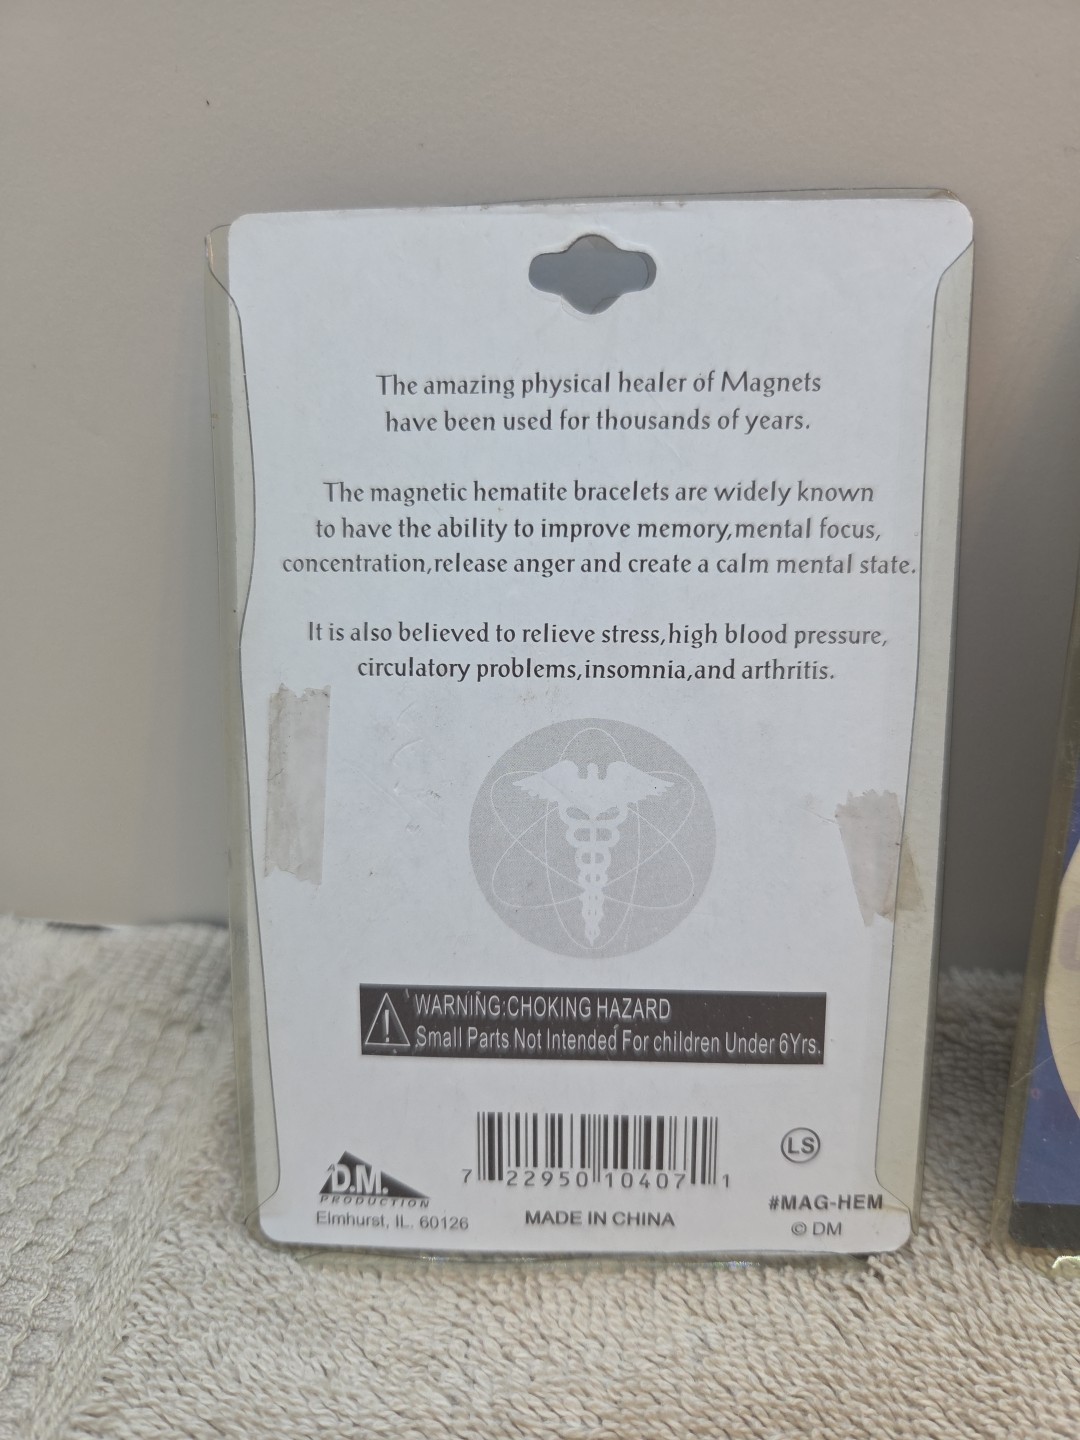 The amazing physical healer of Magnets
have been used for thousands of years.
The magnetic hematite bracelets are widely known
to have the ability to improve memory,mental focus,
concentration,release anger and create a calm mental state.
It is also believed to relieve stress,high blood pressure,
circulatory problems,insomnia,and arthritis.
WARNING:CHOKING HAZARD
Small Parts Not Intended For children Under 6Yrs.
D.M.
PRODUCTION
Elmhurst, IL. 60126
7 22950 10407 1
MADE IN CHINA
LS
#MAG-HEM
© DM